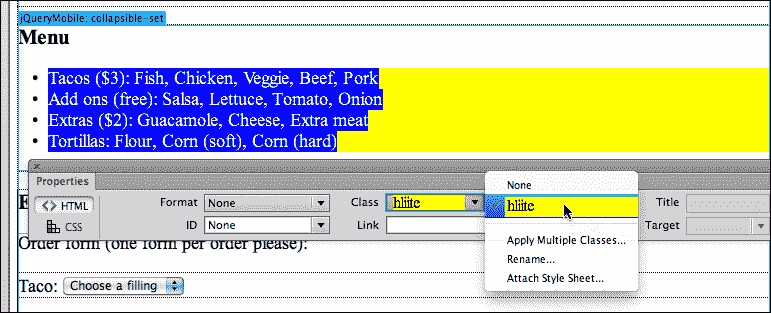 jQueryMobile: collapsible-set
Menu
• Tacos ($3): Fish, Chicken, Veggie, Beef, Pork
• Add ons (free): Salsa, Lettuce, Tomato, Onion
• Extras ($2): Guacamole, Cheese, Extra meat
• Tortillas: Flour, Corn (soft), Corn (hard)
Properties
<> HTML Format None Class hliite None Title
hliite
CSS ID None Link Target
Apply Multiple Classes...
Rename...
Attach Style Sheet...
Order form (one form per order please):
Taco: Choose a filling